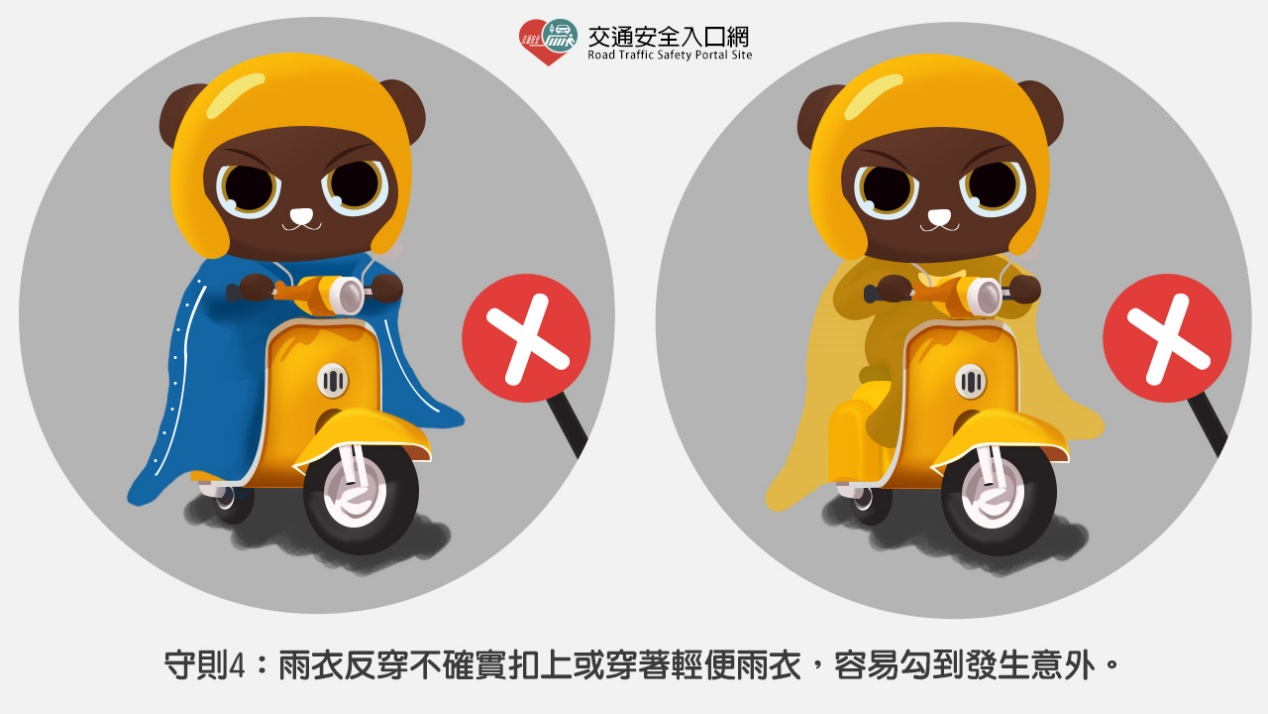 交通安全入口網
Road Traffic Safety Portal Site
守則4：雨衣反穿不確實扣上或穿著輕便雨衣，容易勾到發生意外。